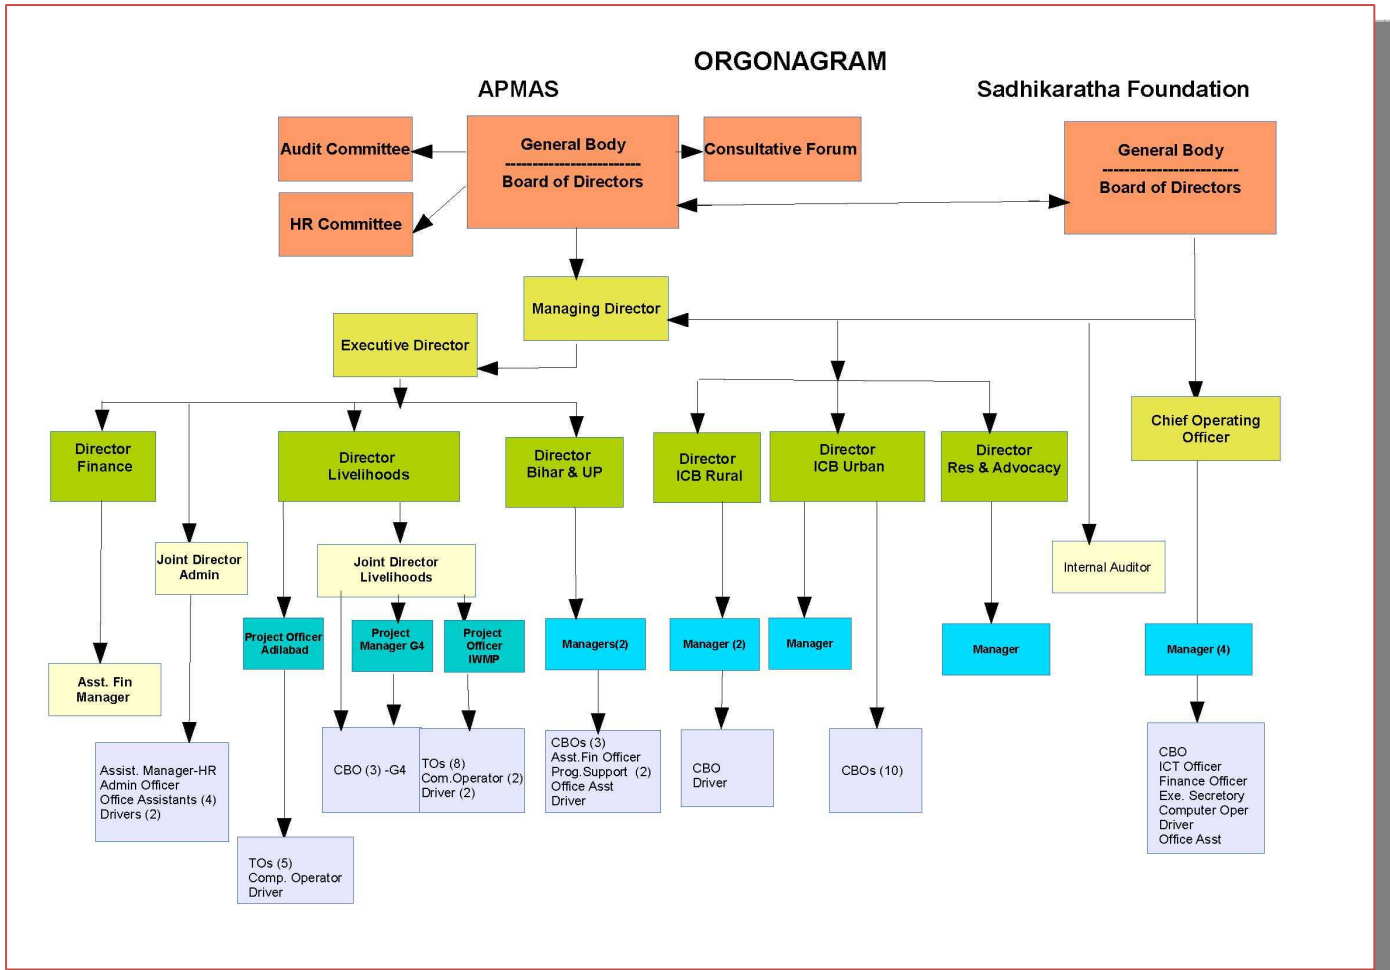 ORGONAGRAM
APMAS
Sadhikaratha Foundation
Audit Committee
General Body
-------------------------
Board of Directors
Consultative Forum
HR Committee
General Body
-------------------------
Board of Directors
Managing Director
Executive Director
Chief Operating
Officer
Director
Finance
Director
Livelihoods
Director
Bihar & UP
Director
ICB Rural
Director
ICB Urban
Director
Res & Advocacy
Joint Director
Admin
Joint Director
Livelihoods
Internal Auditor
Project Officer
Adilabad
Project
Manager G4
Project
Officer
IWMP
Managers(2)
Manager (2)
Manager
Manager
Manager (4)
Asst. Fin
Manager
Assist. Manager-HR
Admin Officer
Office Assistants (4)
Drivers (2)
CBO (3) -G4
TOs (8)
Com.Operator (2)
Driver (2)
CBOs (3)
Asst.Fin Officer
Prog.Support (2)
Office Asst
Driver
CBO
Driver
CBOs (10)
CBO
ICT Officer
Finance Officer
Exe. Secretory
Computer Oper
Driver
Office Asst
TOs (5)
Comp. Operator
Driver